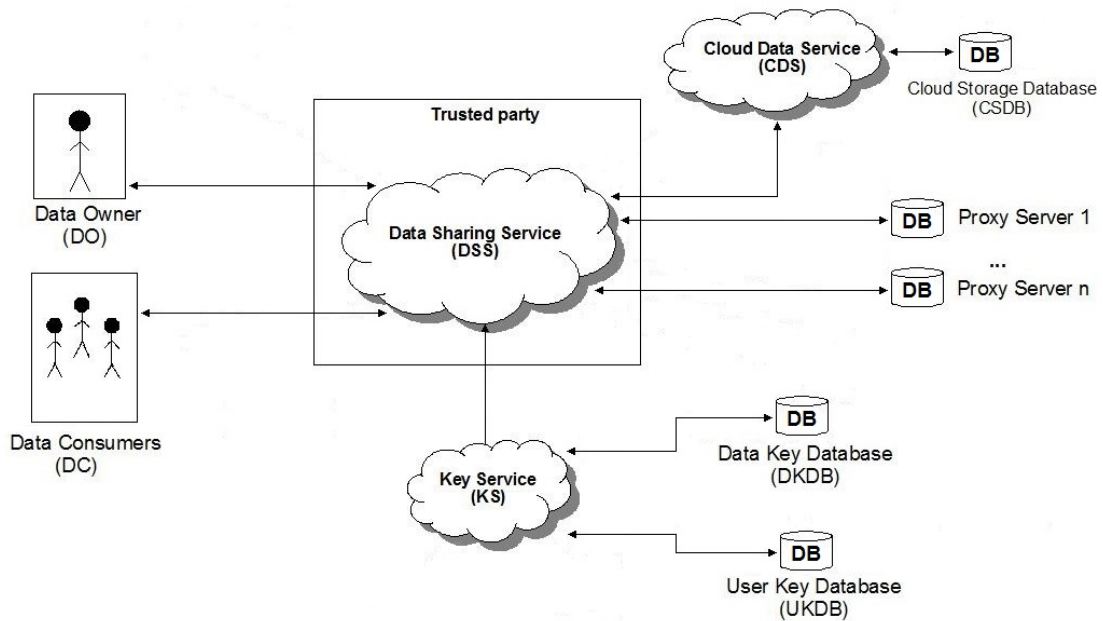 Cloud Data Service
(CDS)
DB
Cloud Storage Database
(CSDB)
Trusted party
Data Owner
(DO)
Data Sharing Service
(DSS)
DB
Proxy Server 1
...
DB
Proxy Server n
Data Consumers
(DC)
Key Service
(KS)
DB
Data Key Database
(DKDB)
DB
User Key Database
(UKDB)